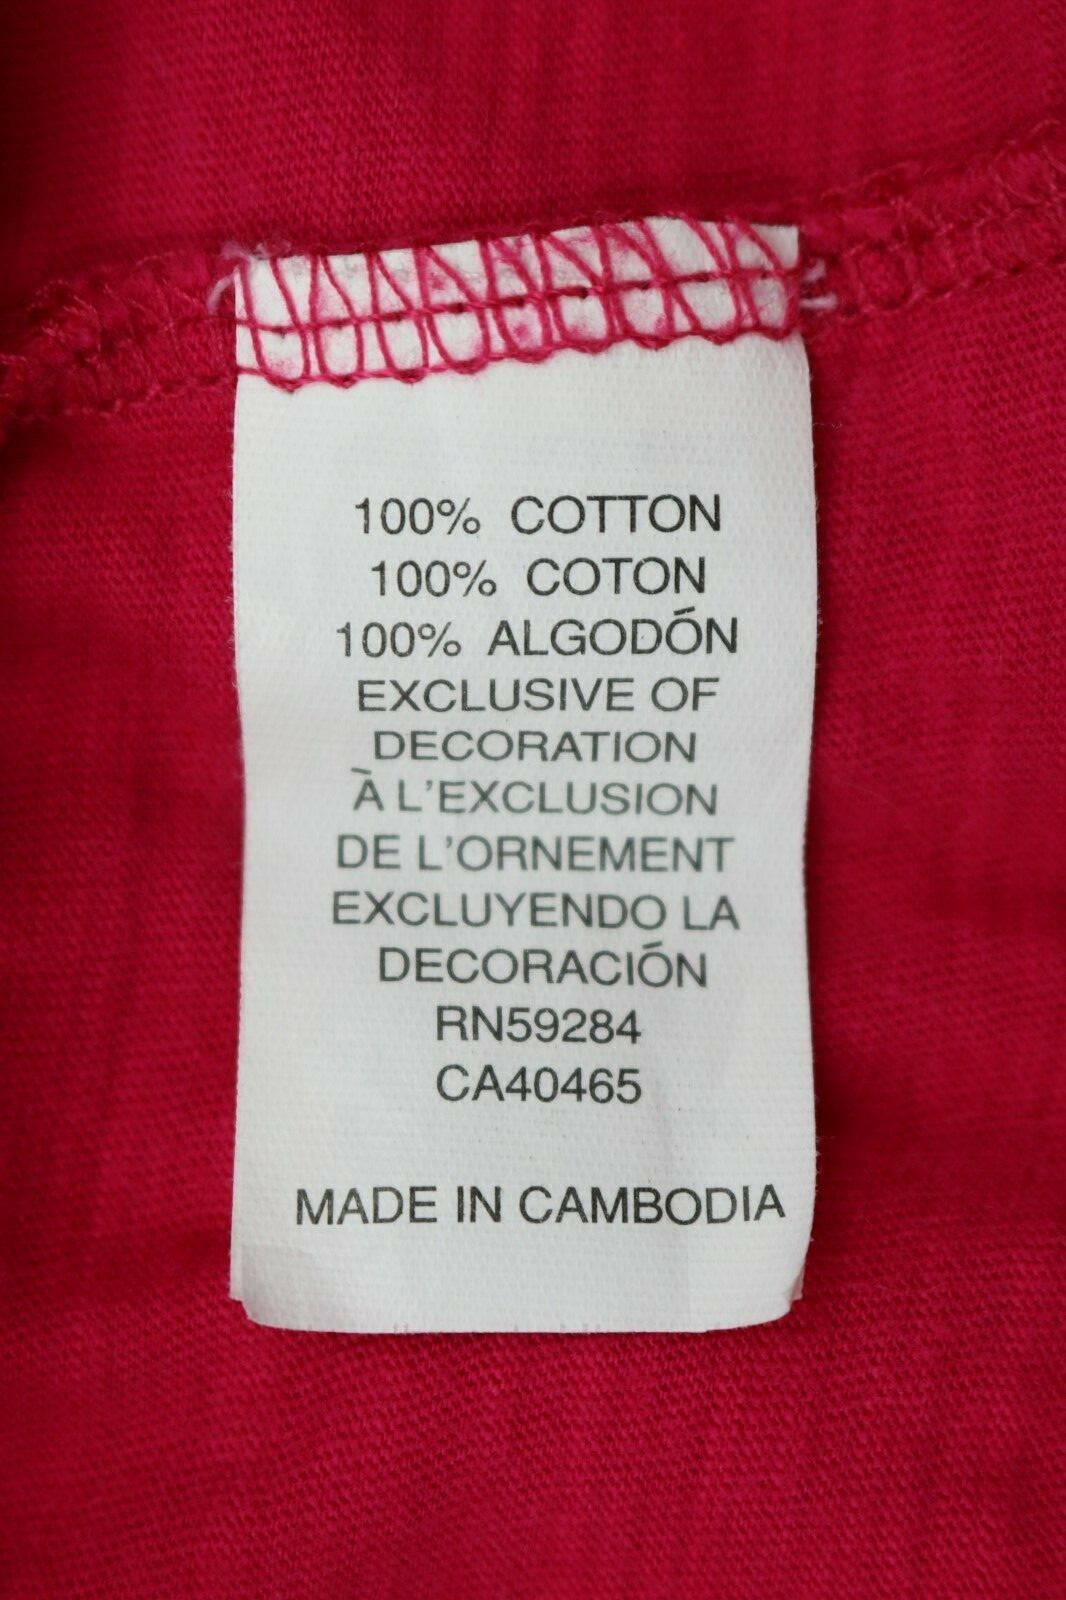 100% COTTON
100% COTON
100% ALGODÓN
EXCLUSIVE OF
DECORATION
À L'EXCLUSION
DE L'ORNEMENT
EXCLUYENDO LA
DECORACIÓN
RN59284
CA40465
MADE IN CAMBODIA